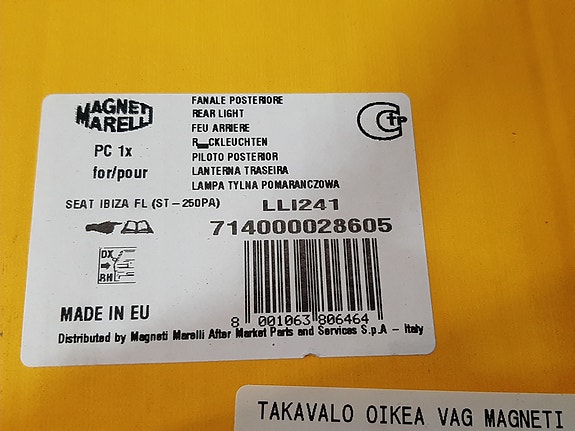 MAGNETI
MARELLI
PC 1x
for/pour
FANALE POSTERIORE
REAR LIGHT
FEU ARRIERE
R_CKLEUCHTEN
PILOTO POSTERIOR
LANTERNA TRASEIRA
LAMPA TYLNA POMARANCZOWA
SEAT IBIZA FL (ST-250PA)
LLI241
714000028605
DX
RH
MADE IN EU
8 001063 806464
Distributed by Magneti Marelli After Market Parts and Services S.p.A - Italy
TAKAVALO OIKEA VAG MAGNETI